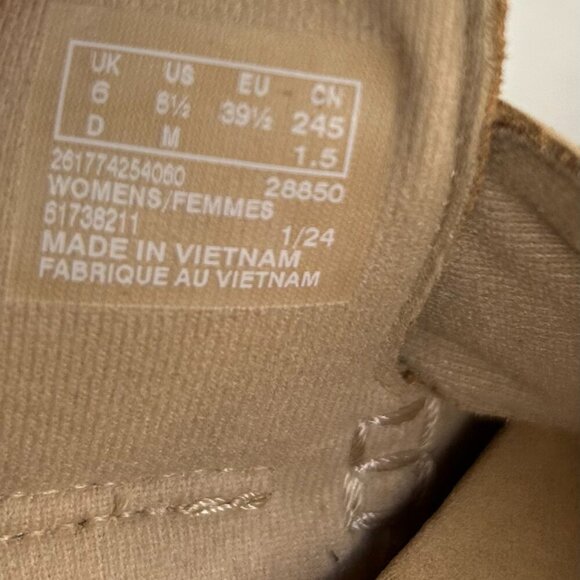 UK US EU CN
6 8½ 39½ 245
D M 1.5
261774254060 28850
WOMENS/FEMMES
61738211 1/24
MADE IN VIETNAM
FABRIQUE AU VIETNAM